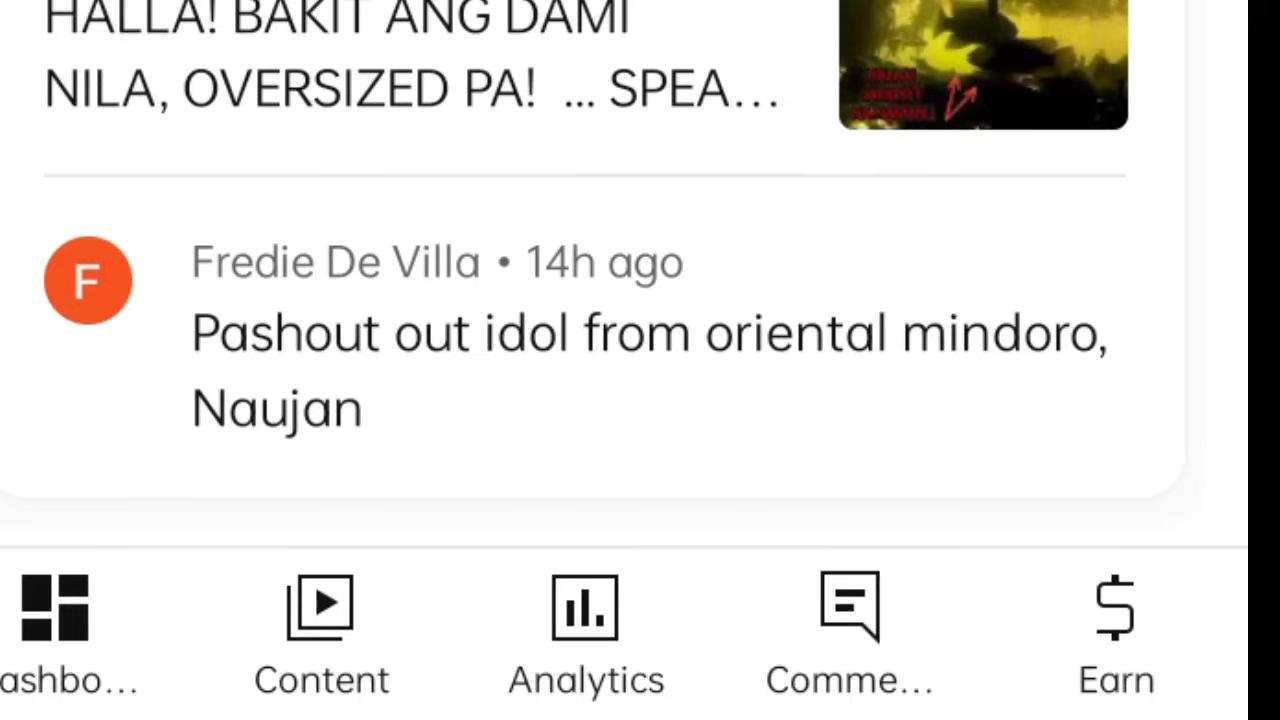 HALLA! BAKIT ANG DAMI
NILA, OVERSIZED PA! ... SPEA...
F
Fredie De Villa • 14h ago
Pashout out idol from oriental mindoro,
Naujan
ashbo...
Content
Analytics
Comme...
Earn